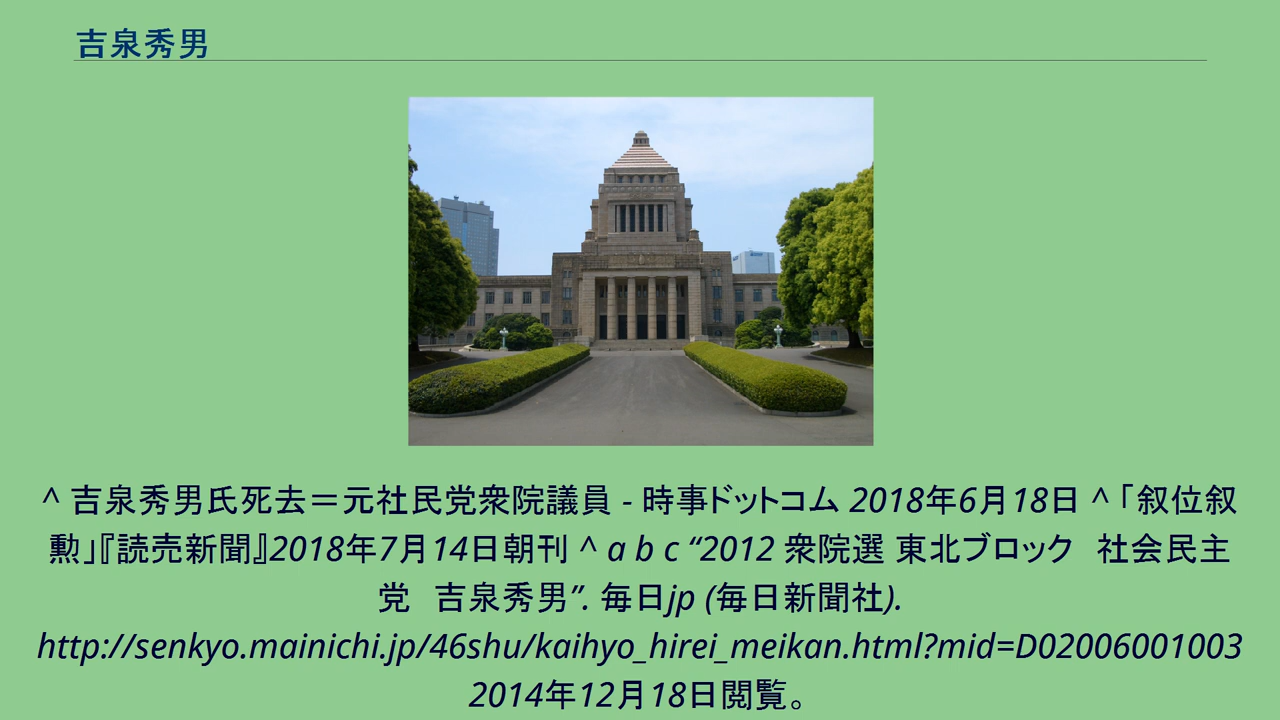 吉泉秀男
^ 吉泉秀男氏死去＝元社民党衆院議員 - 時事ドットコム 2018年6月18日 ^ 「叙位叙
勲」『読売新聞』2018年7月14日朝刊 ^ a b c “2012 衆院選 東北ブロック　社会民主
党　吉泉秀男”. 毎日jp (毎日新聞社).
http://senkyo.mainichi.jp/46shu/kaihyo_hirei_meikan.html?mid=D02006001003
2014年12月18日閲覧。